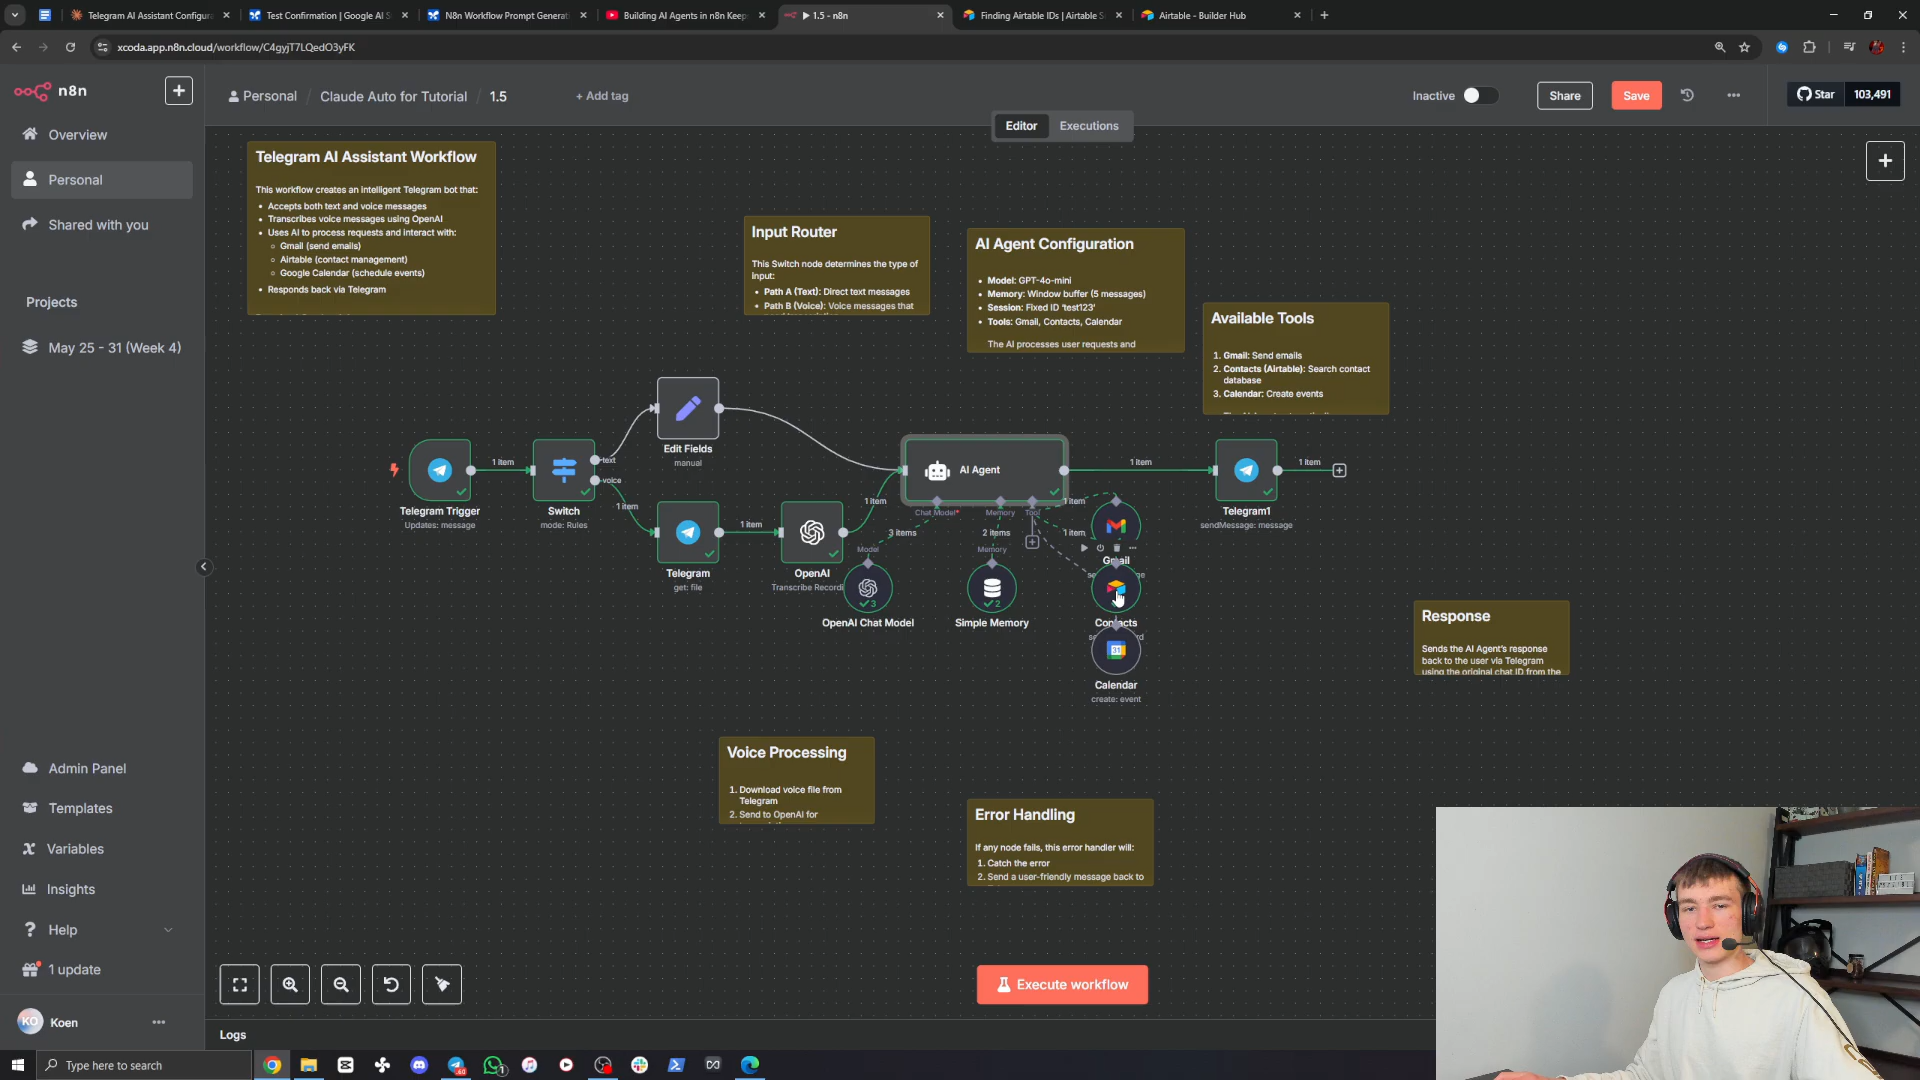 Telegram AI Assistant Configura
Test Confirmation | Google AI S
N8n Workflow Prompt Generati
Building AI Agents in n8n Keep
1.5 - n8n
Finding Airtable IDs | Airtable S
Airtable - Builder Hub
xcoda.app.n8n.cloud/workflow/C4gyjT7LQedO3yFK
n8n
Personal / Claude Auto for Tutorial / 1.5
+ Add tag
Inactive
Share
Save
Star 103,491
Editor
Executions
Overview
Personal
Shared with you
Projects
May 25 - 31 (Week 4)
Admin Panel
Templates
Variables
Insights
Help
1 update
KO
Koen
Telegram AI Assistant Workflow
This workflow creates an intelligent Telegram bot that:
• Accepts both text and voice messages
• Transcribes voice messages using OpenAI
• Uses AI to process requests and interact with:
Gmail (send emails)
Airtable (contact management)
Google Calendar (schedule events)
• Responds back via Telegram
Input Router
This Switch node determines the type of
input:
• Path A (Text): Direct text messages
• Path B (Voice): Voice messages that
AI Agent Configuration
• Model: GPT-4o-mini
• Memory: Window buffer (5 messages)
• Session: Fixed ID 'test123'
• Tools: Gmail, Contacts, Calendar
The AI processes user requests and
Available Tools
1. Gmail: Send emails
2. Contacts (Airtable): Search contact
database
3. Calendar: Create events
Edit Fields
manual
Telegram Trigger
Updates: message
1 item
Switch
mode: Rules
text
voice
1 item
Telegram
get: file
1 item
OpenAI
Transcribe Recordi
1 item
AI Agent
Chat Model*
Memory
Tool
3 items
2 items
1 item
1 item
Model
Memory
OpenAI Chat Model
3
Simple Memory
2
Gmail
Contacts
31
Calendar
create: event
1 item
Telegram1
sendMessage: message
1 item
Response
Sends the AI Agent's response
back to the user via Telegram
using the original chat ID from the
Voice Processing
1. Download voice file from
Telegram
2. Send to OpenAI for
Error Handling
If any node fails, this error handler will:
1. Catch the error
2. Send a user-friendly message back to
Execute workflow
Logs
Type here to search